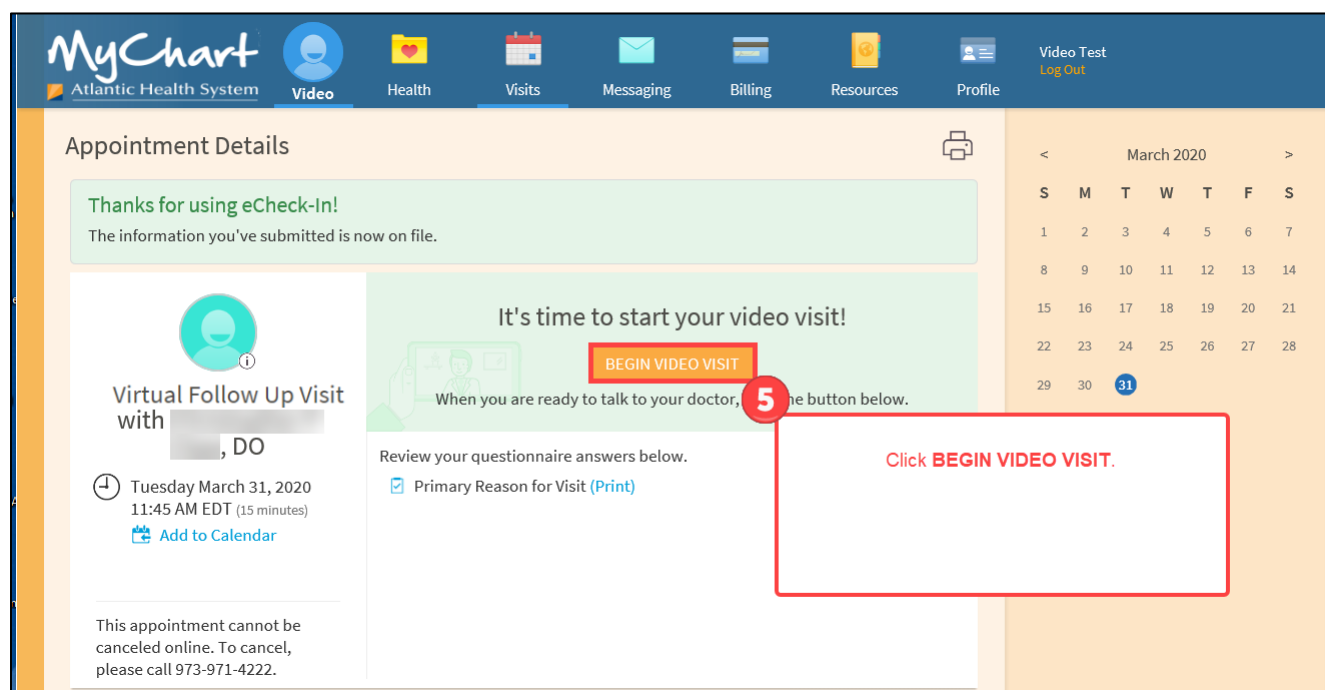 MyChart
Atlantic Health System
Video
Health
Visits
Messaging
Billing
Resources
Profile
Video Test
Log Out
Appointment Details
Thanks for using eCheck-In!
The information you've submitted is now on file.
It's time to start your video visit!
BEGIN VIDEO VISIT
When you are ready to talk to your doctor, button below.
5
Click BEGIN VIDEO VISIT.
Virtual Follow Up Visit
with
, DO
Tuesday March 31, 2020
11:45 AM EDT (15 minutes)
Add to Calendar
This appointment cannot be
canceled online. To cancel,
please call 973-971-4222.
Review your questionnaire answers below.
Primary Reason for Visit (Print)
< March 2020 >
S M T W T F S
1 2 3 4 5 6 7
8 9 10 11 12 13 14
15 16 17 18 19 20 21
22 23 24 25 26 27 28
29 30 31